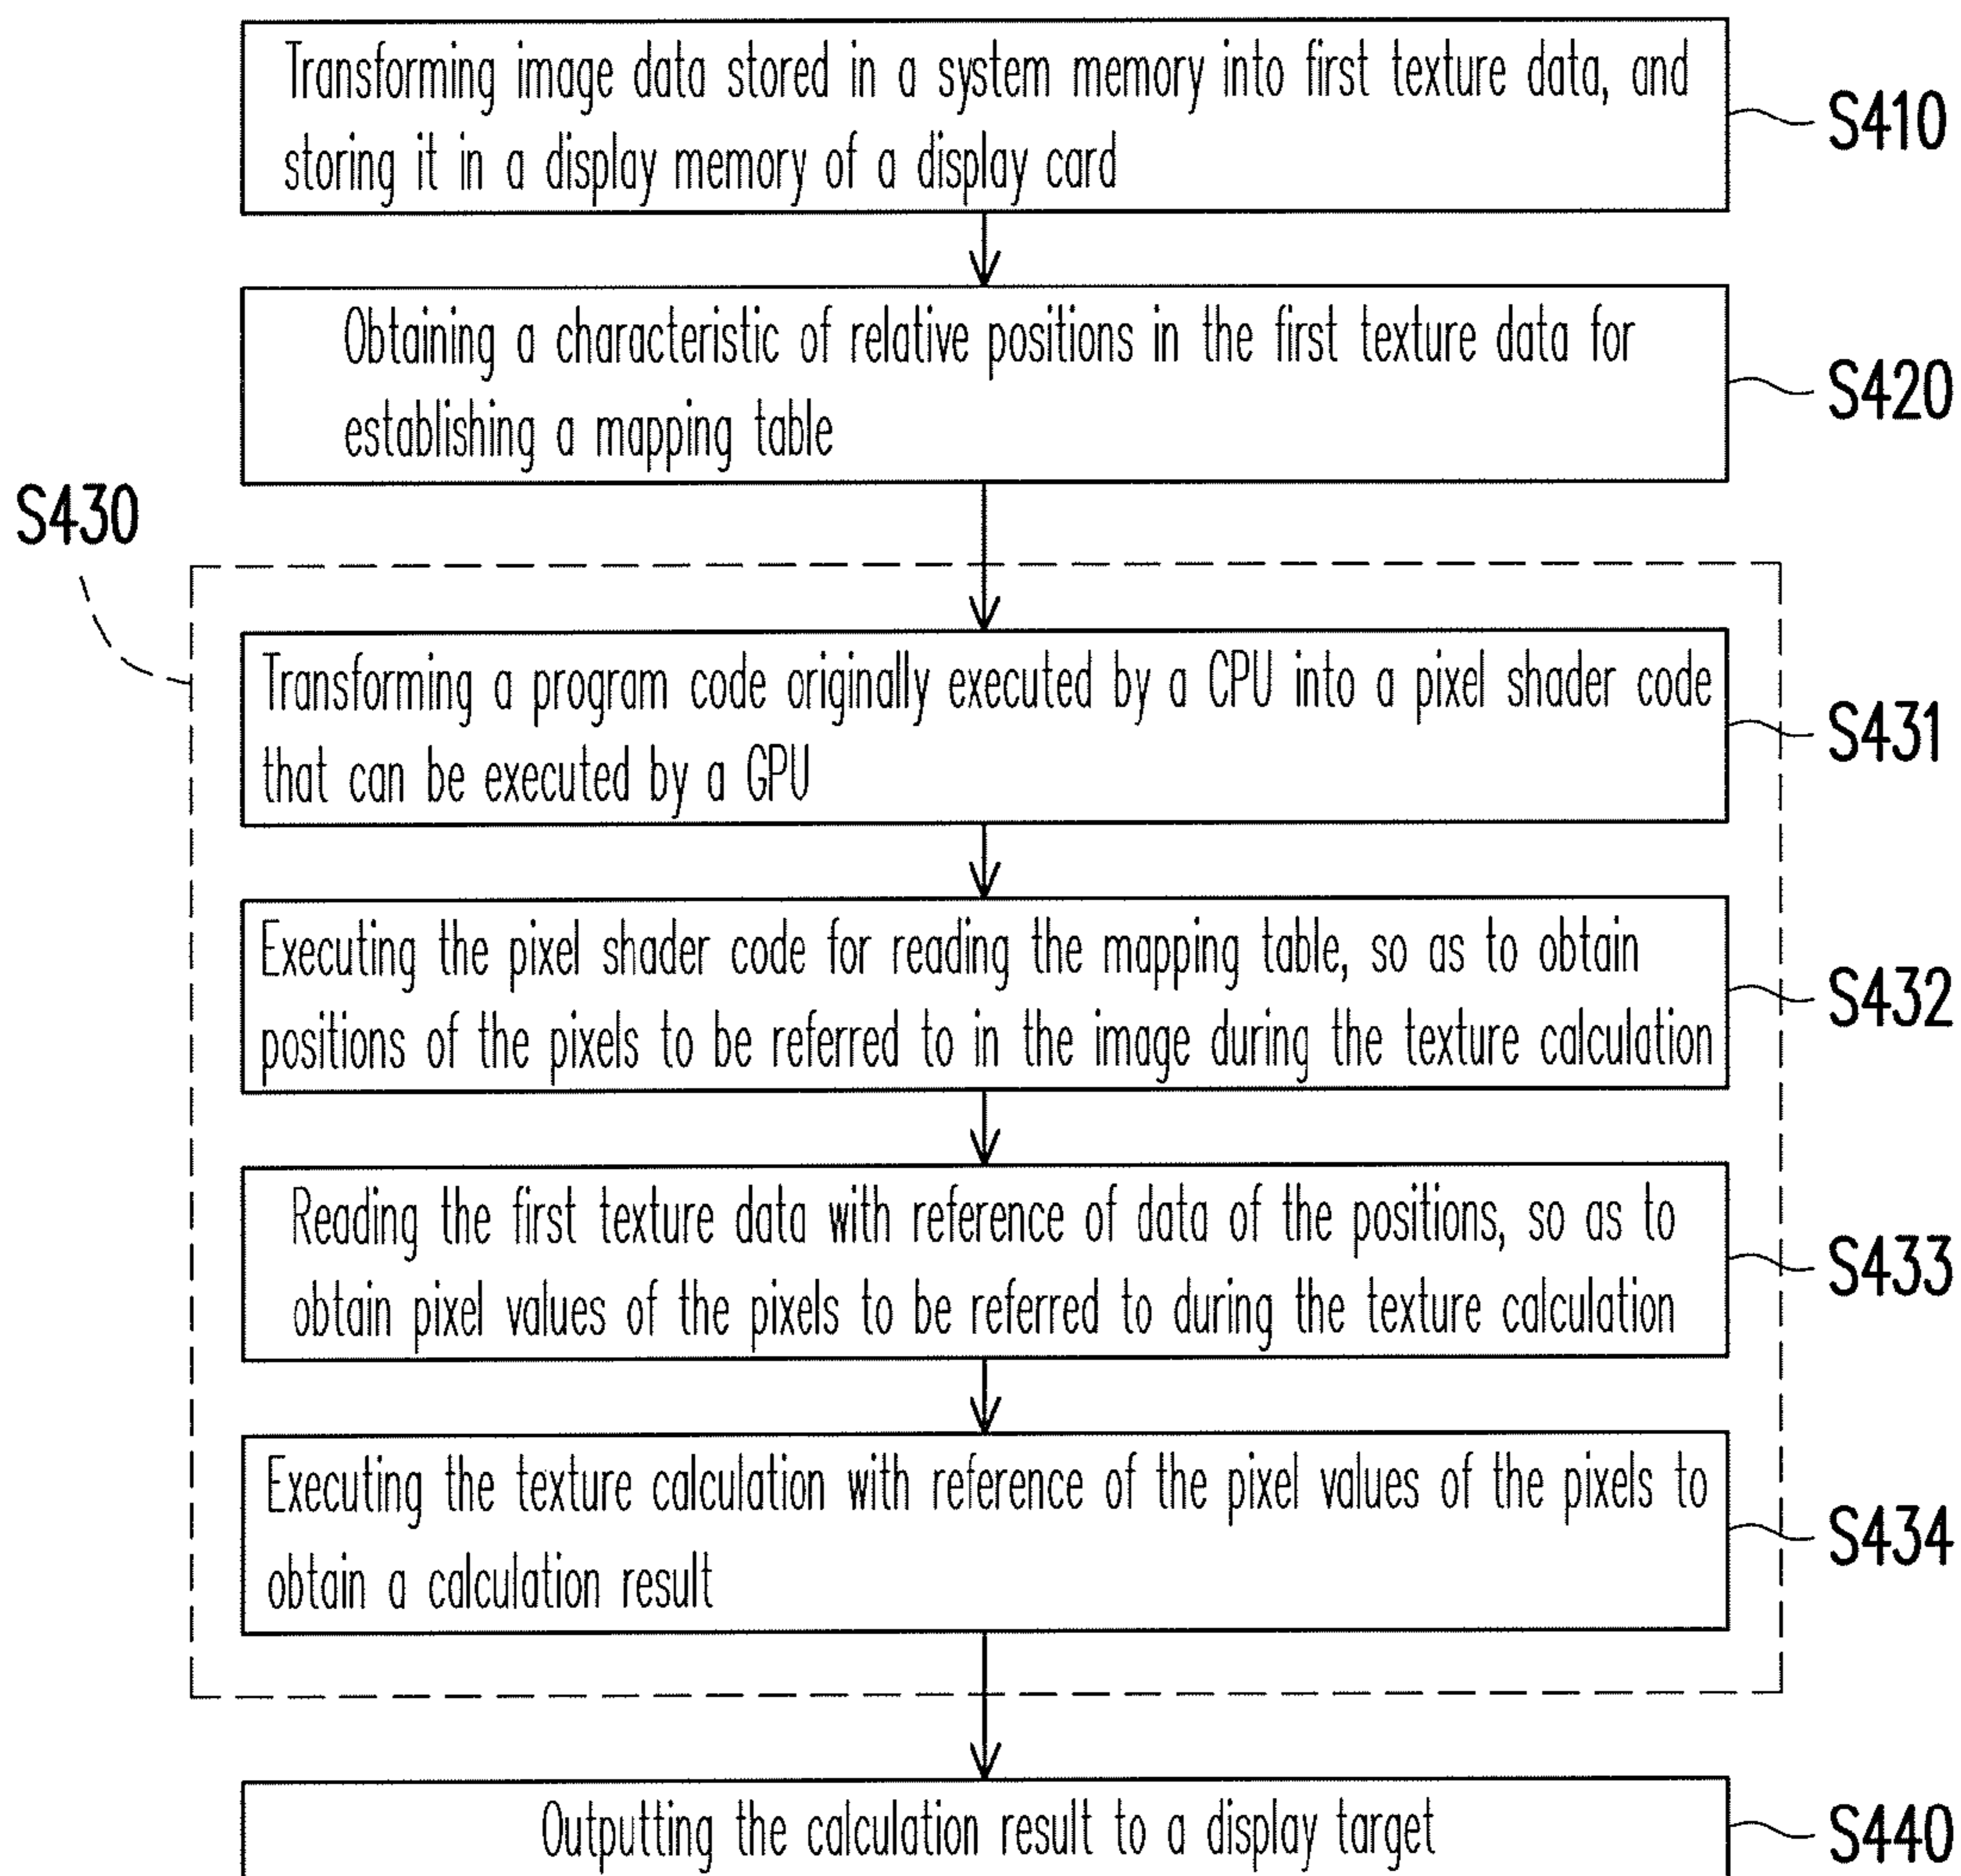 Transforming image data stored in a system memory into first texture data, and
storing it in a display memory of a display card
S410
Obtaining a characteristic of relative positions in the first texture data for
establishing a mapping table
S420
S430
Transforming a program code originally executed by a CPU into a pixel shader code
that can be executed by a GPU
S431
Executing the pixel shader code for reading the mapping table, so as to obtain
positions of the pixels to be referred to in the image during the texture calculation
S432
Reading the first texture data with reference of data of the positions, so as to
obtain pixel values of the pixels to be referred to during the texture calculation
S433
Executing the texture calculation with reference of the pixel values of the pixels to
obtain a calculation result
S434
Outputting the calculation result to a display target
S440